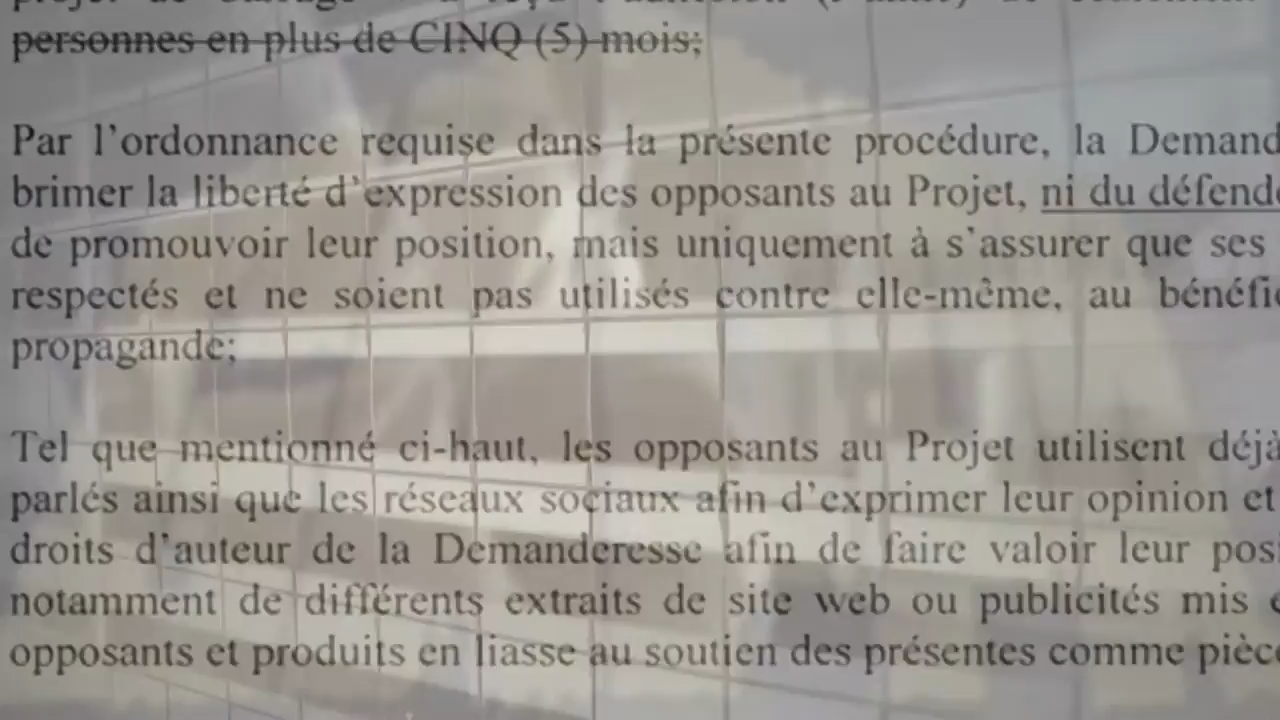 personnes en plus de CINQ (5) mois;
Par l'ordonnance requise dans la présente procédure, la Demand
brimer la liberté d'expression des opposants au Projet, ni du défend
de promouvoir leur position, mais uniquement à s'assurer que ses
respectés et ne soient pas utilisés contre elle-même, au bénéfi
propagande;
Tel que mentionné ci-haut, les opposants au Projet utilisent déjà
parlés ainsi que les réseaux sociaux afin d'exprimer leur opinion et
droits d'auteur de la Demanderesse afin de faire valoir leur posi
notamment de différents extraits de site web ou publicités mis
opposants et produits en liasse au soutien des présentes comme pièc